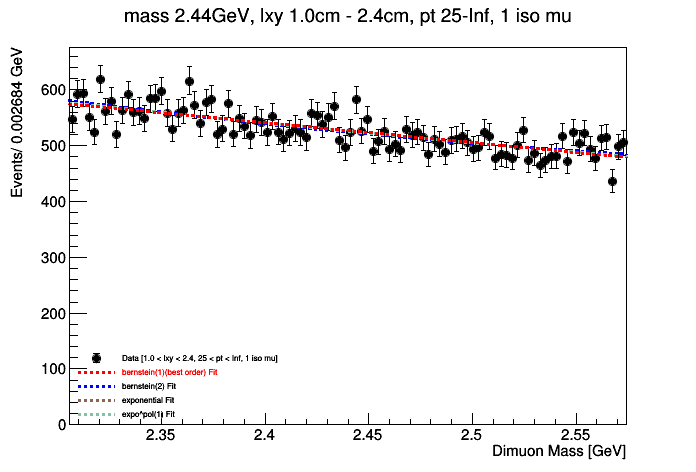 mass 2.44GeV, lxy 1.0cm - 2.4cm, pt 25-Inf, 1 iso mu
Events/ 0.002684 GeV
600
500
400
300
200
100
0
Data [1.0 < lxy < 2.4, 25 < pt < Inf, 1 iso mu]
bernstein(1)(best order) Fit
bernstein(2) Fit
exponential Fit
expo*pol(1) Fit
2.35
2.4
2.45
2.5
2.55
Dimuon Mass [GeV]